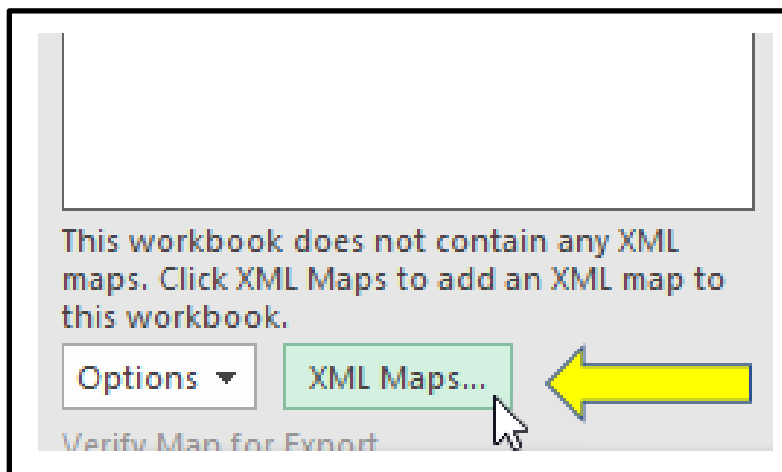 This workbook does not contain any XML
maps. Click XML Maps to add an XML map to
this workbook.
Options XML Maps...
Verify Map for Export